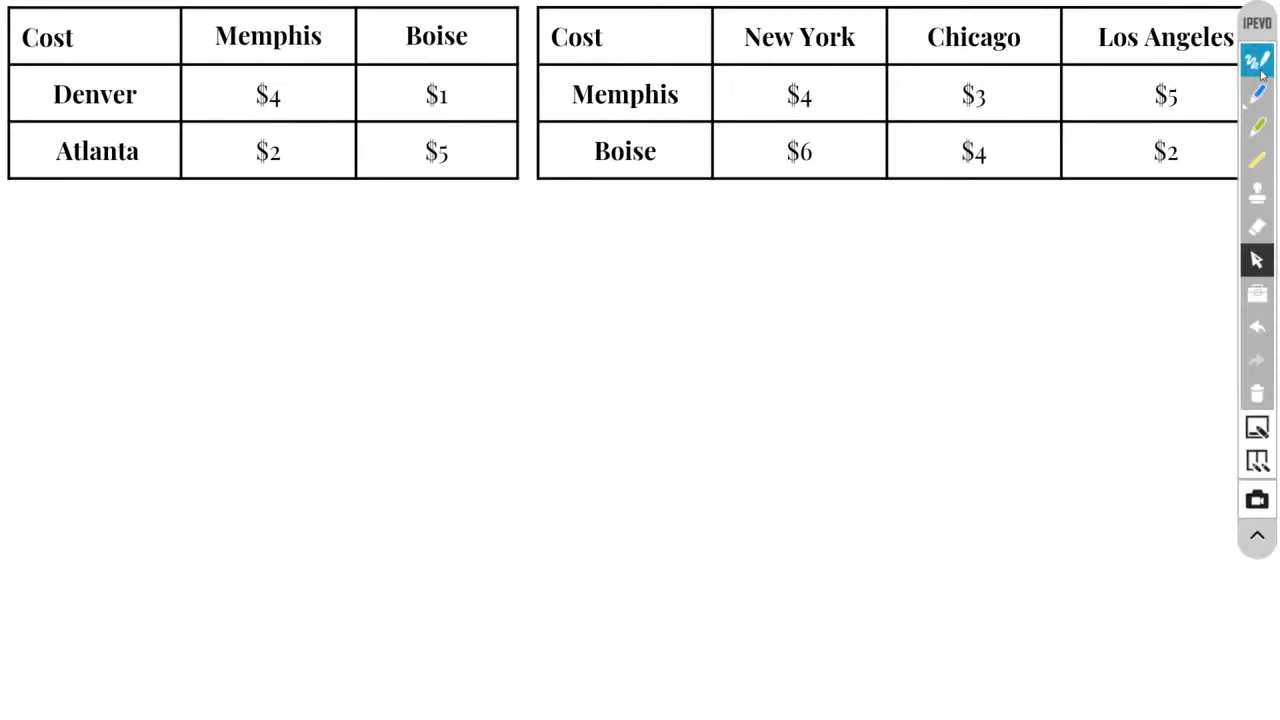 Cost Memphis Boise
Denver $4 $1
Atlanta $2 $5
Cost New York Chicago Los Angeles
Memphis $4 $3 $5
Boise $6 $4 $2
IPEVO